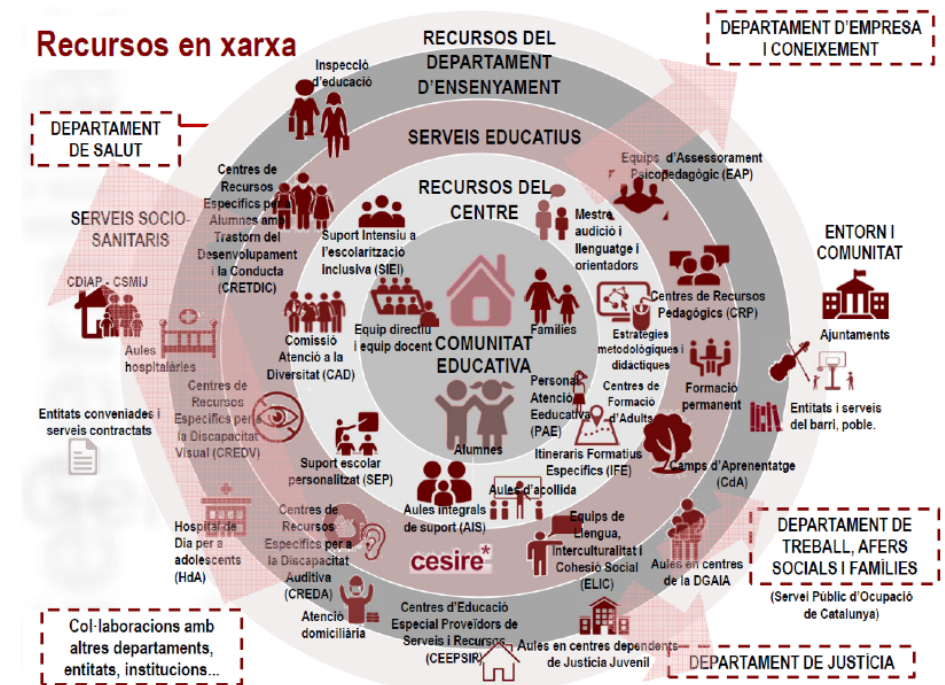 Recursos en xarxa
RECURSOS DEL
DEPARTAMENT
D'ENSENYAMENT
DEPARTAMENT D'EMPRESA
I CONEIXEMENT
Inspecció
d'educació
DEPARTAMENT
DE SALUT
SERVEIS EDUCATIUS
Centres de
Recursos
Específics per a
Alumnes amb
Trastorn del
Desenvolupament
i la Conducta
(CRETDIC)
Equips d'Assessorament
Psicopedagògic (EAP)
RECURSOS DEL
CENTRE
Mestre
audició i
llenguatge i
orientadors
Suport Intensiu a
l'escolarització
inclusiva (SIEI)
SERVEIS SOCIO-
SANITARIS
ENTORN I
COMUNITAT
CDIAP - CSMIJ
Centres de Recursos
Pedagògics (CRP)
Ajuntaments
Aules
hospitalàries
Comissió
Atenció a la
Diversitat (CAD)
Equip directiu
i equip docent
Famílies
Estratègies
metodològiques i
didàctiques
COMUNITAT
EDUCATIVA
Formació
permanent
Centres de
Recursos
Específics per a
la Discapacitat
Visual (CREDV)
Personal
Atenció
Eeducativa
(PAE)
Centres de
Formació
d'Adults
Entitats conveniades i
serveis contractats
Entitats i serveis
del barri, poble.
Alumnes
Itineraris Formatius
Específics (IFE)
Suport escolar
personalitzat (SEP)
Camps d'Aprenentatge
(CdA)
Aules d'acollida
Aules integrals
de suport (AIS)
Hospital de
Dia per a
adolescents
(HdA)
Centres de
Recursos
Específics per a
la Discapacitat
Auditiva
(CREDA)
cesire*
Equips de
Llengua,
Interculturalitat i
Cohesió Social
(ELIC)
Aules en centres
de la DGAIA
DEPARTAMENT DE
TREBALL, AFERS
SOCIALS I FAMÍLIES
(Servei Públic d'Ocupació
de Catalunya)
Atenció
domiciliària
Centres d'Educació
Especial Proveïdors de
Serveis i Recursos
(CEEPSIR)
Aules en centres dependents
de Justícia Juvenil
Col·laboracions amb
altres departaments,
entitats, institucions...
DEPARTAMENT DE JUSTÍCIA